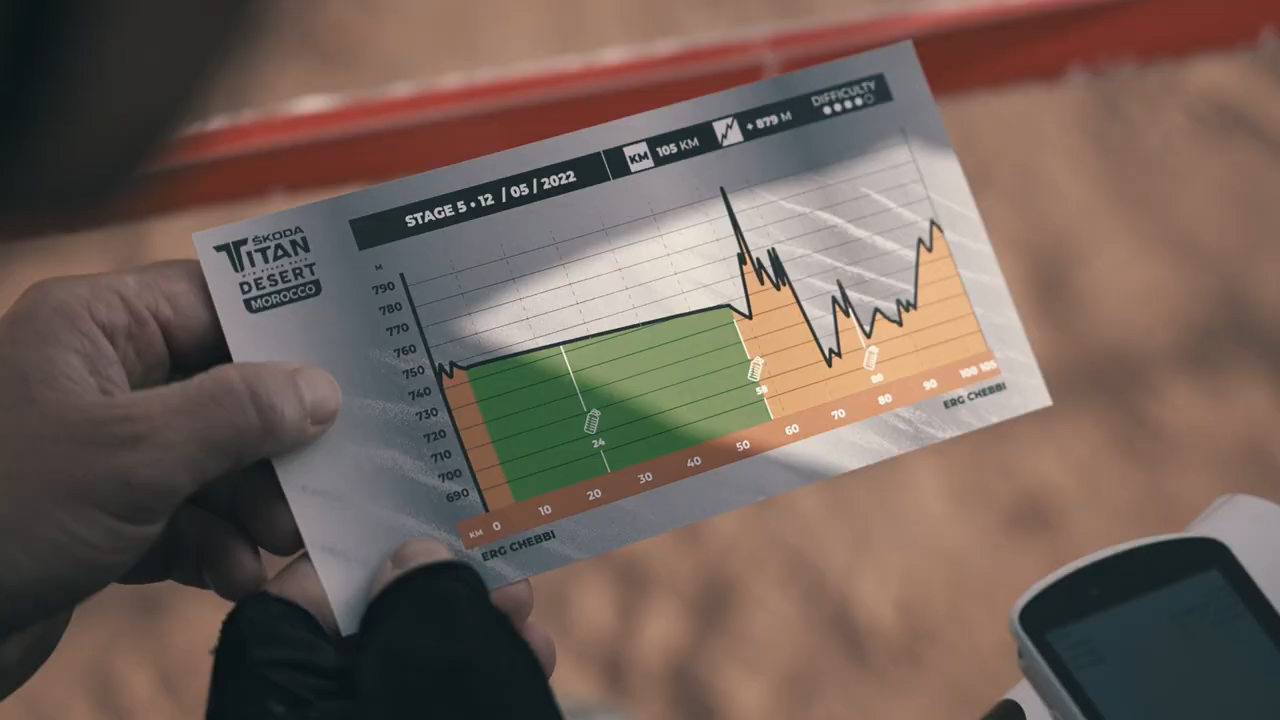 STAGE 5 • 12 / 05 / 2022
KM 105 KM
+ 879 M
DIFFICULTY
ŠKODA
TITAN
DESERT
MOROCCO
M
790
780
770
760
750
740
730
720
710
700
690
24
58
86
KM 0 10 20 30 40 50 60 70 80 90 100 105
ERG CHEBBI
ERG CHEBBI